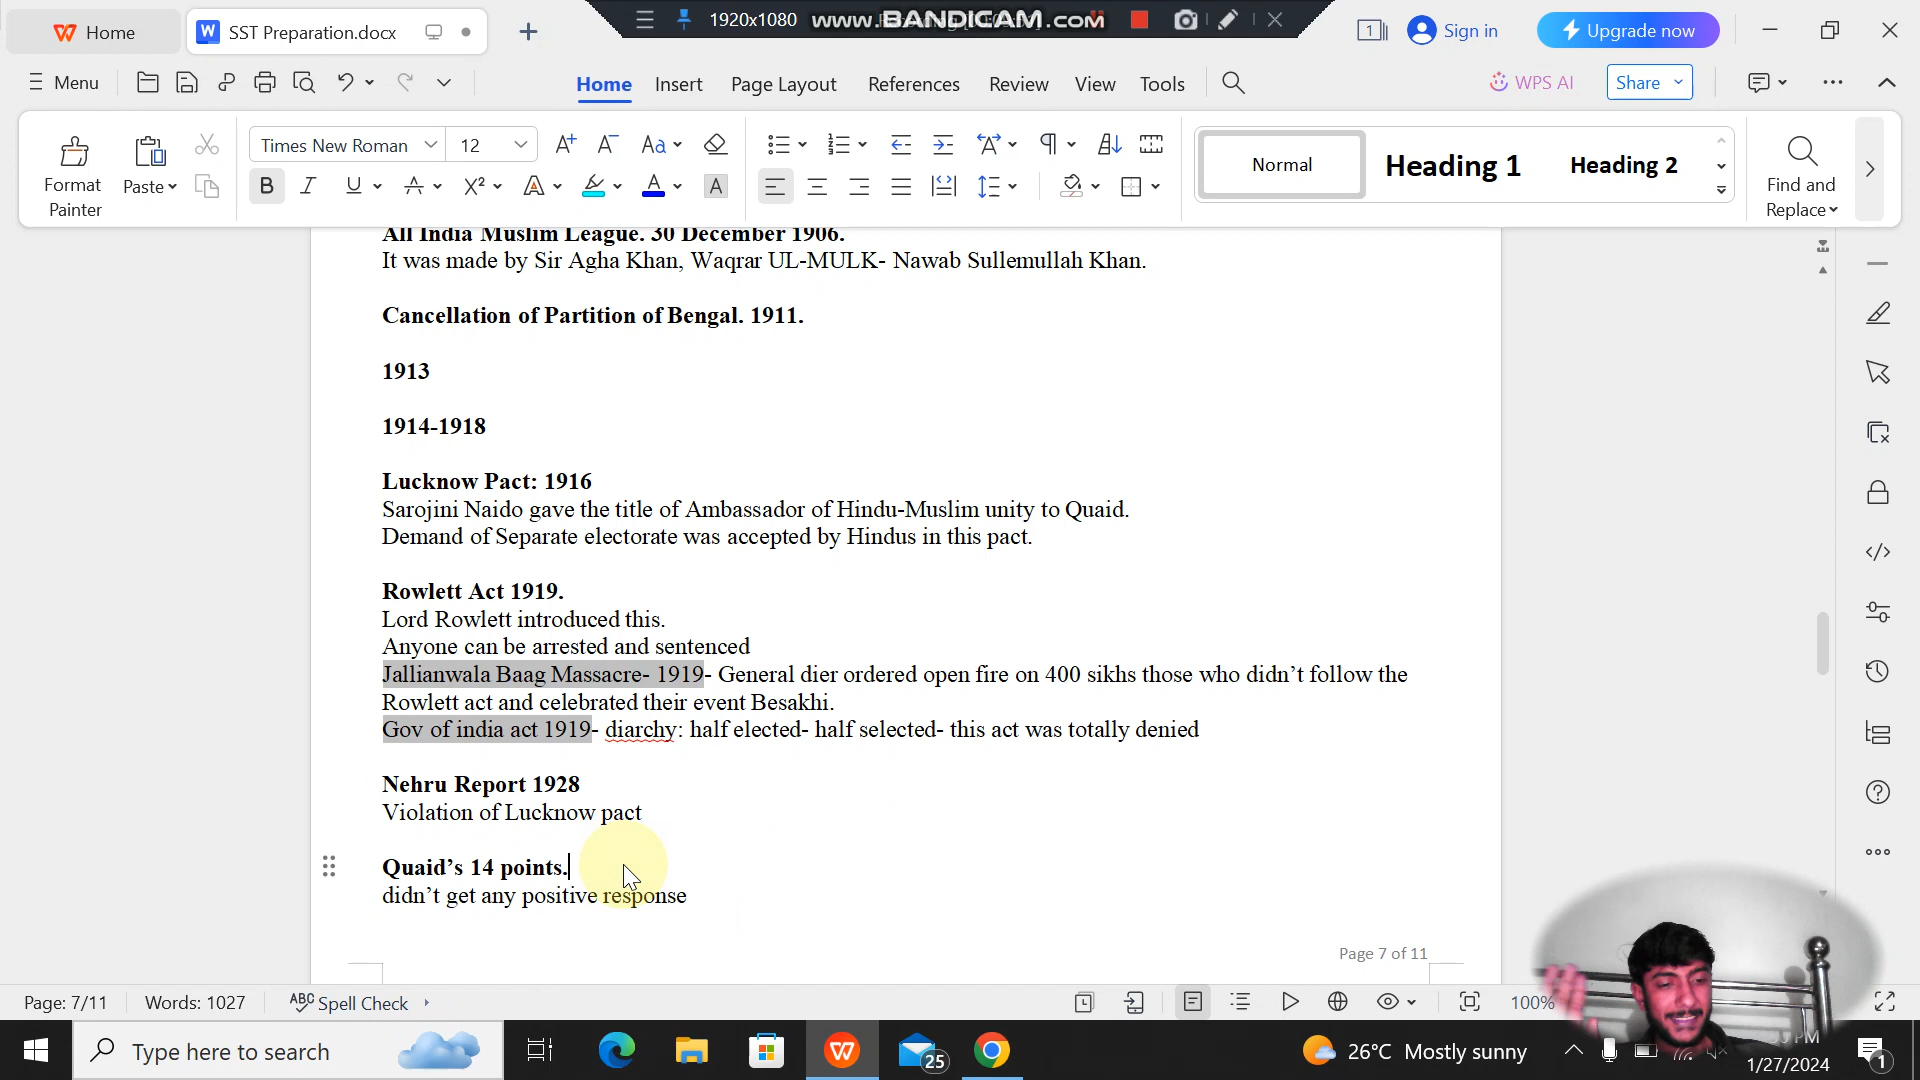 Home
SST Preparation.docx
1920x1080
www.BANDICAM.com
Sign in
Upgrade now
Menu
Home
Insert
Page Layout
References
Review
View
Tools
WPS AI
Share
Format
Painter
Paste
Times New Roman
12
Normal
Heading 1
Heading 2
Find and
Replace
All India Muslim League. 30 December 1906.
It was made by Sir Agha Khan, Waqrar UL-MULK- Nawab Sullemullah Khan.
Cancellation of Partition of Bengal. 1911.
1913
1914-1918
Lucknow Pact: 1916
Sarojini Naido gave the title of Ambassador of Hindu-Muslim unity to Quaid.
Demand of Separate electorate was accepted by Hindus in this pact.
Rowlett Act 1919.
Lord Rowlett introduced this.
Anyone can be arrested and sentenced
Jallianwala Baag Massacre- 1919- General dier ordered open fire on 400 sikhs those who didn’t follow the
Rowlett act and celebrated their event Besakhi.
Gov of india act 1919- diarchy: half elected- half selected- this act was totally denied
Nehru Report 1928
Violation of Lucknow pact
Quaid’s 14 points.
didn’t get any positive response
Page 7 of 11
Page: 7/11
Words: 1027
Spell Check
100%
Type here to search
25
26°C Mostly sunny
PM
1/27/2024
1